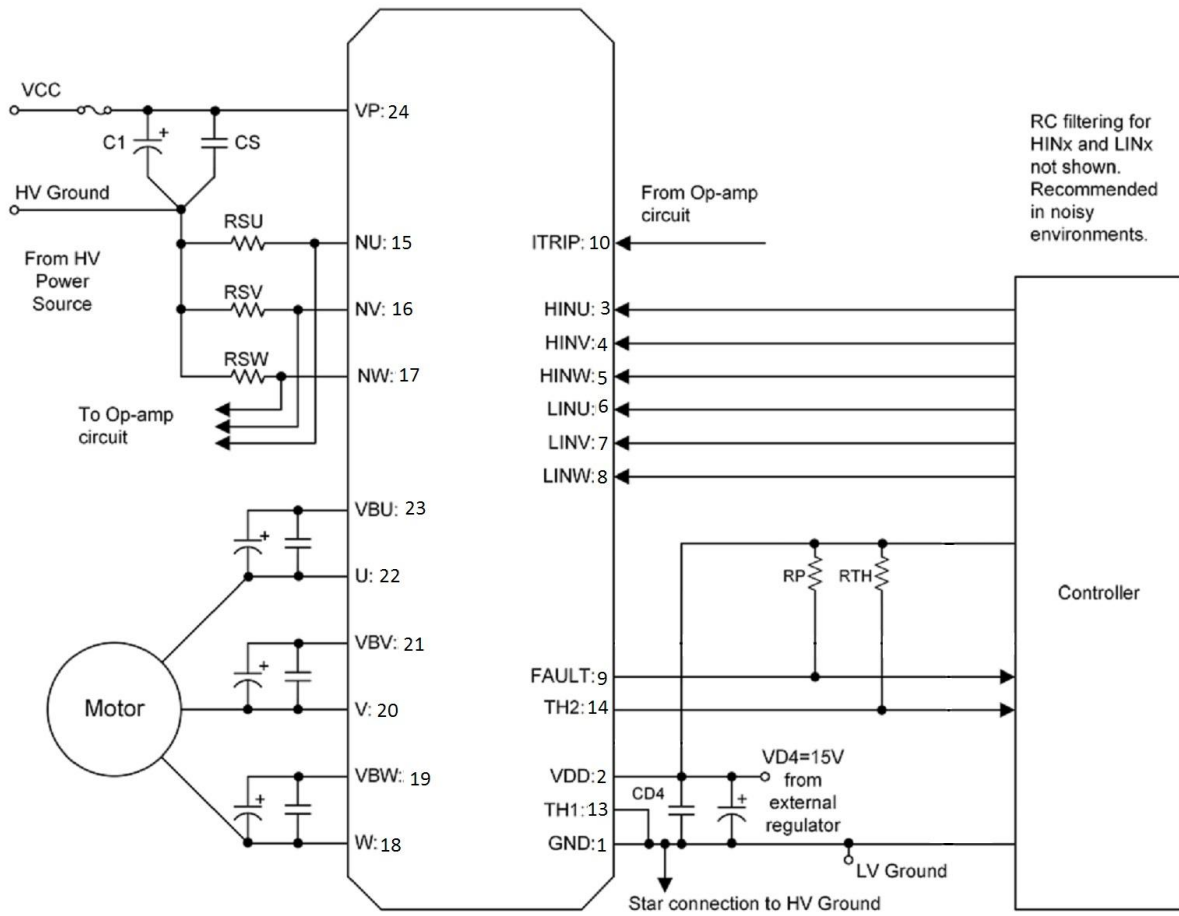 VCC
C1
+
CS
VP: 24
HV Ground
From HV
Power
Source
RSU
NU: 15
RSV
NV: 16
RSW
NW: 17
To Op-amp
circuit
VBU: 23
+
U: 22
VBV: 21
+
V: 20
VBW: 19
+
W: 18
Motor
From Op-amp
circuit
ITRIP: 10
HINU: 3
HINV: 4
HINW: 5
LINU: 6
LINV: 7
LINW: 8
RP
RTH
FAULT: 9
TH2: 14
VDD: 2
CD4
+
VD4=15V
from
external
regulator
TH1: 13
GND: 1
LV Ground
Star connection to HV Ground
RC filtering for
HINx and LINx
not shown.
Recommended
in noisy
environments.
Controller